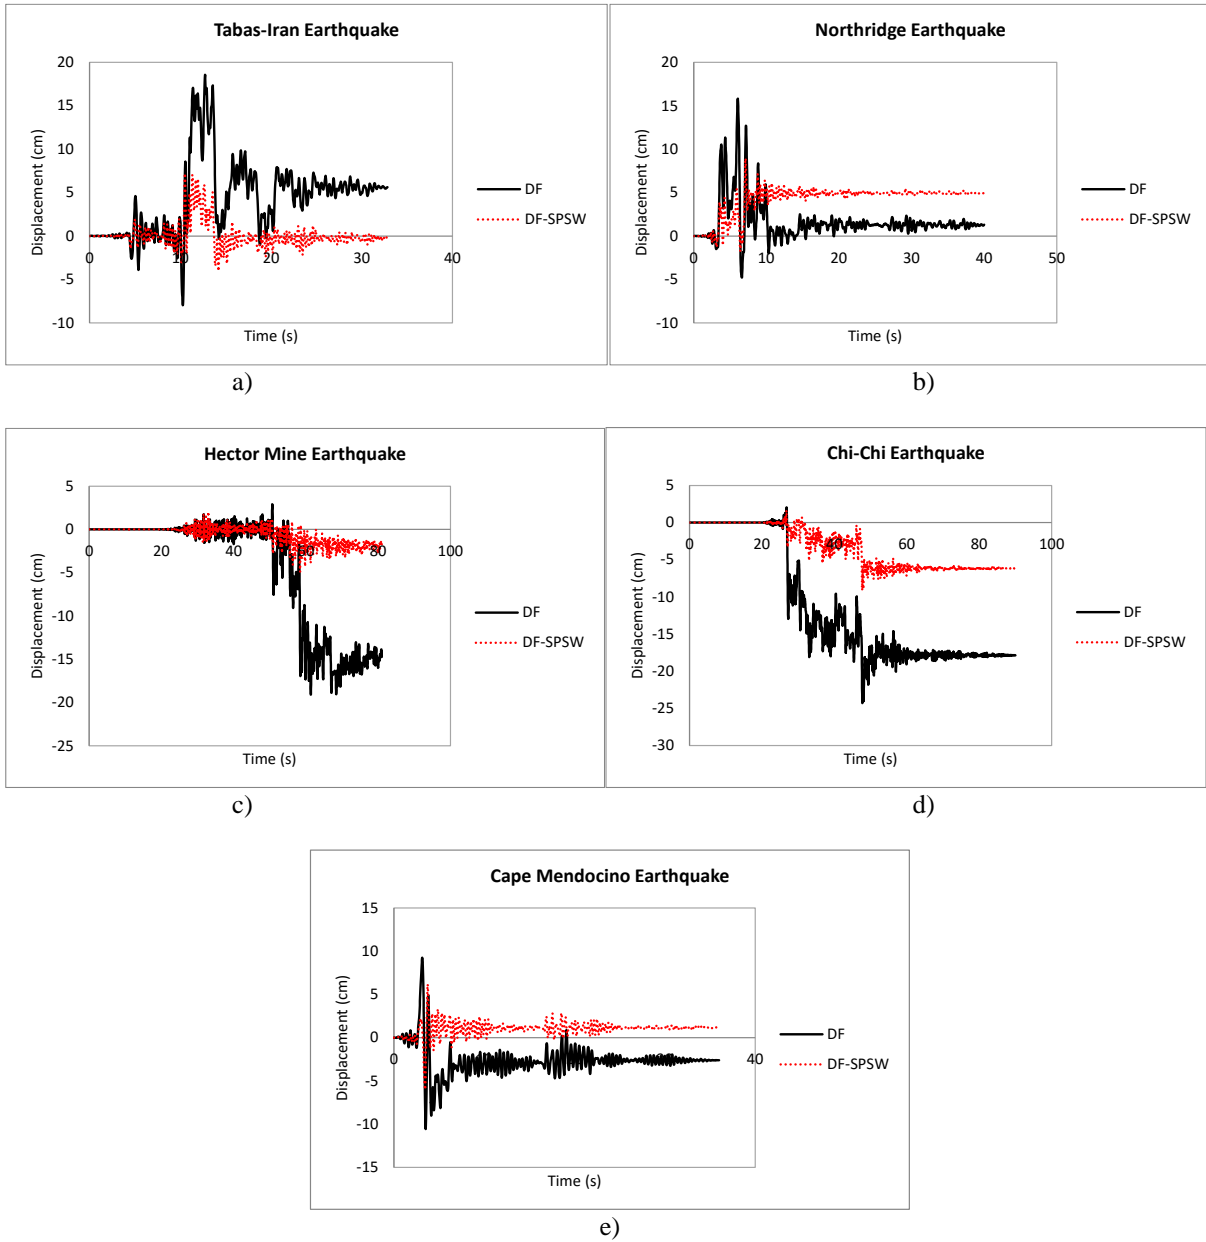 Tabas-Iran Earthquake
20
15
10
5
0
-5
-10
0
10
20
30
40
Displacement (cm)
Time (s)
DF
DF-SPSW
a)
Northridge Earthquake
20
15
10
5
0
-5
-10
0
10
20
30
40
50
Displacement (cm)
Time (s)
DF
DF-SPSW
b)
Hector Mine Earthquake
5
0
-5
-10
-15
-20
-25
0
20
40
60
80
100
Displacement (cm)
Time (s)
DF
DF-SPSW
c)
Chi-Chi Earthquake
5
0
-5
-10
-15
-20
-25
-30
0
20
40
60
80
100
Displacement (cm)
Time (s)
DF
DF-SPSW
d)
Cape Mendocino Earthquake
15
10
5
0
-5
-10
-15
0
40
Displacement (cm)
Time (s)
DF
DF-SPSW
e)